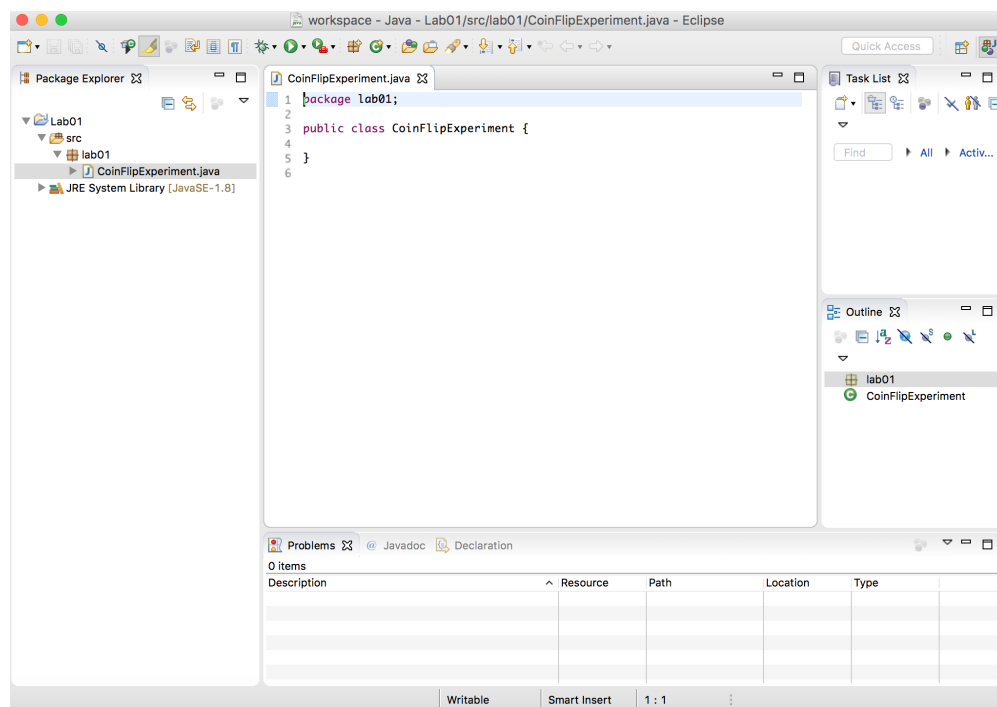 workspace - Java - Lab01/src/lab01/CoinFlipExperiment.java - Eclipse
Quick Access
Package Explorer
Lab01
src
lab01
CoinFlipExperiment.java
JRE System Library [JavaSE-1.8]
CoinFlipExperiment.java
1 package lab01;
2
3 public class CoinFlipExperiment {
4
5 }
6
Task List
Find All Activ...
Outline
lab01
CoinFlipExperiment
Problems @ Javadoc Declaration
0 items
Description Resource Path Location Type
Writable Smart Insert 1 : 1